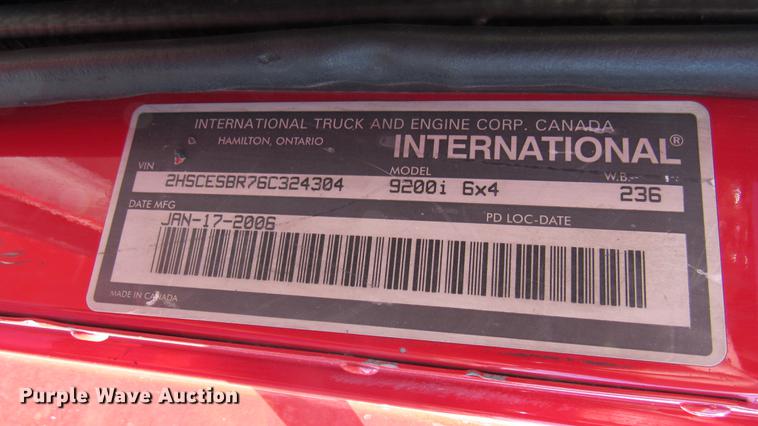 INTERNATIONAL TRUCK AND ENGINE CORP. CANADA
HAMILTON, ONTARIO INTERNATIONAL®
VIN MODEL W.B.
2HSCESBR76C324304 9200i 6x4 236
DATE MFG PD LOC-DATE
JAN-17-2006
MADE IN CANADA
Purple Wave Auction